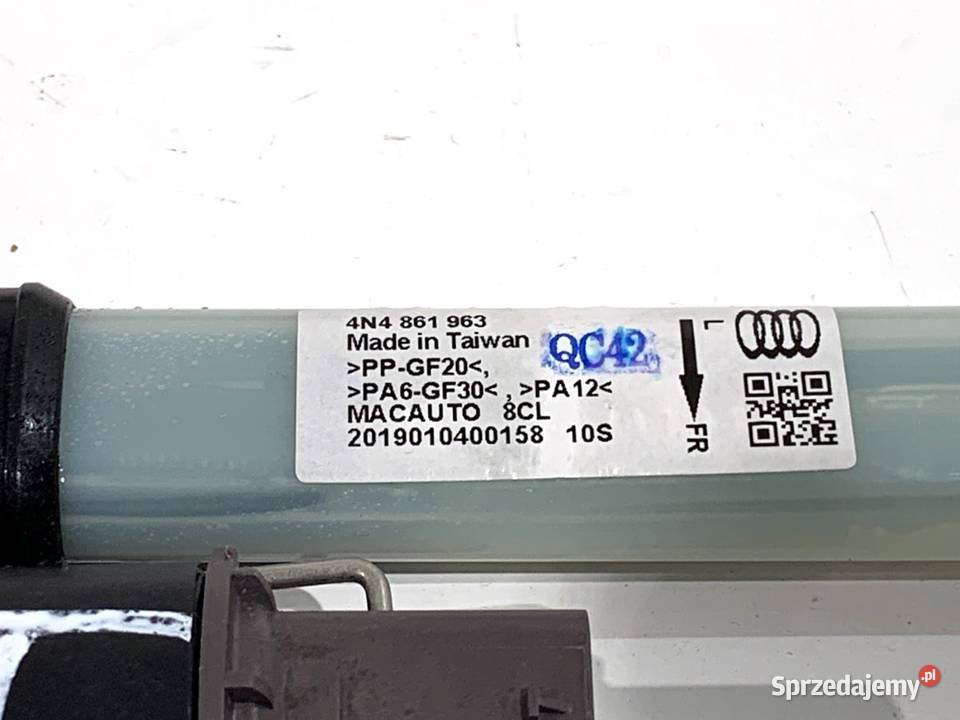 4N4 861 963
Made in Taiwan
QC42
>PP-GF20<,
>PA6-GF30< , >PA12<
MACAUTO 8CL
2019010400158 10S
L
FR
Sprzedajemy.pl